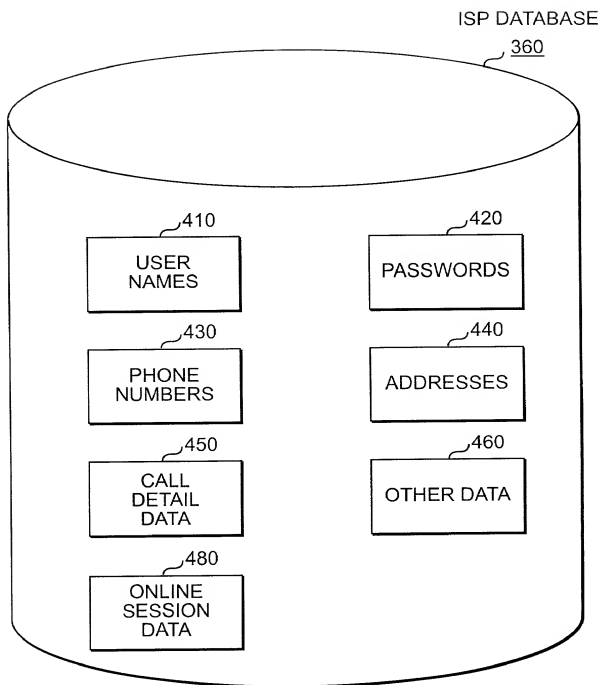 ISP DATABASE
360
410
USER
NAMES
420
PASSWORDS
430
PHONE
NUMBERS
440
ADDRESSES
450
CALL
DETAIL
DATA
460
OTHER DATA
480
ONLINE
SESSION
DATA